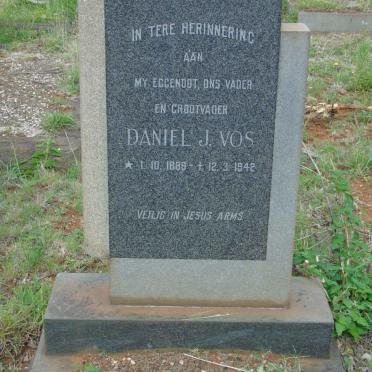 IN TERE HERINNERING
AAN
MY EGGENOOT, ONS VADER
EN GROOTVADER
DANIEL J. VOS
★ 1. 10. 1889 - ✝ 12. 3. 1942
VEILIG IN JESUS ARMS